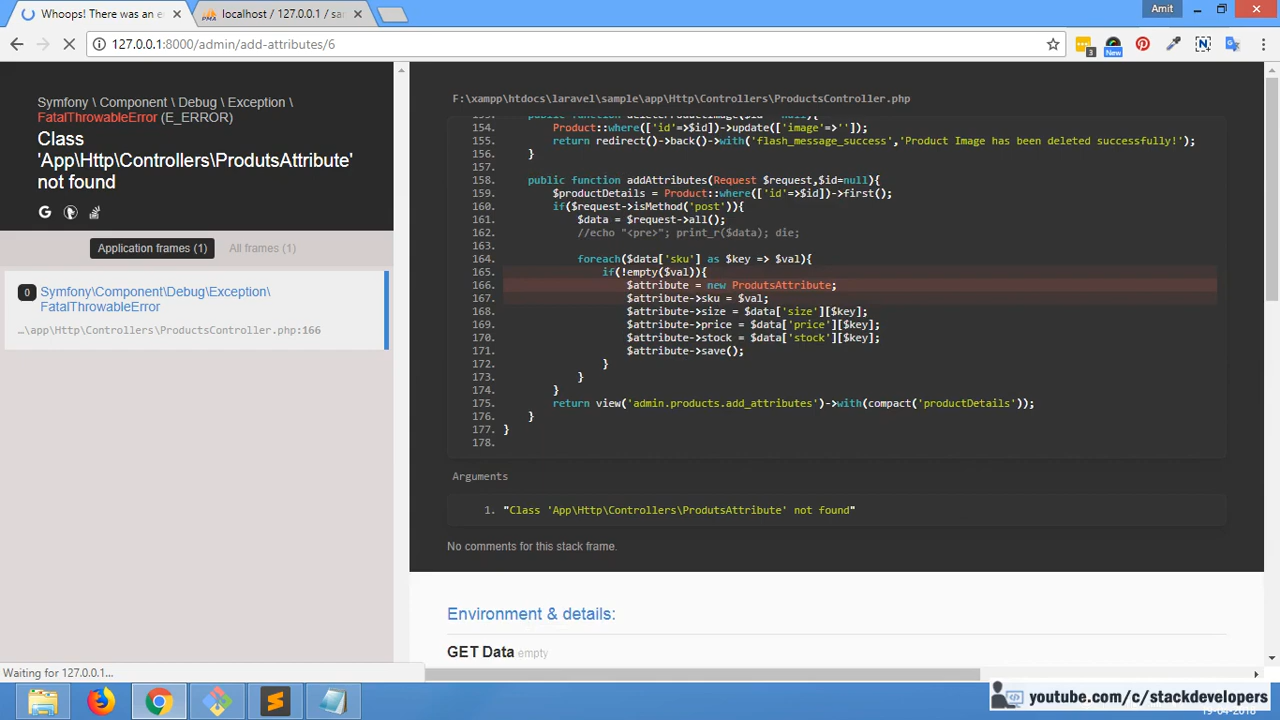 Whoops! There was an e
localhost / 127.0.0.1 / sa
Amit
127.0.0.1:8000/admin/add-attributes/6
3
New
Symfony \ Component \ Debug \ Exception \
FatalThrowableError (E_ERROR)
Class
'App\Http\Controllers\ProdutsAttribute'
not found
Application frames (1)
All frames (1)
0
Symfony\Component\Debug\Exception\
FatalThrowableError
…\app\Http\Controllers\ProductsController.php:166
F:\xampp\htdocs\laravel\sample\app\Http\Controllers\ProductsController.php
154. Product::where(['id'=>$id])->update(['image'=>'']);
155. return redirect()->back()->with('flash_message_success','Product Image has been deleted successfully!');
156. }
157.
158. public function addAttributes(Request $request,$id=null){
159. $productDetails = Product::where(['id'=>$id])->first();
160. if($request->isMethod('post')){
161. $data = $request->all();
162. //echo "<pre>"; print_r($data); die;
163.
164. foreach($data['sku'] as $key => $val){
165. if(!empty($val)){
166. $attribute = new ProdutsAttribute;
167. $attribute->sku = $val;
168. $attribute->size = $data['size'][$key];
169. $attribute->price = $data['price'][$key];
170. $attribute->stock = $data['stock'][$key];
171. $attribute->save();
172. }
173. }
174. }
175. return view('admin.products.add_attributes')->with(compact('productDetails'));
176. }
177. }
178.
Arguments
1. "Class 'App\Http\Controllers\ProdutsAttribute' not found"
No comments for this stack frame.
Environment & details:
GET Data empty
Waiting for 127.0.0.1...
youtube.com/c/stackdevelopers